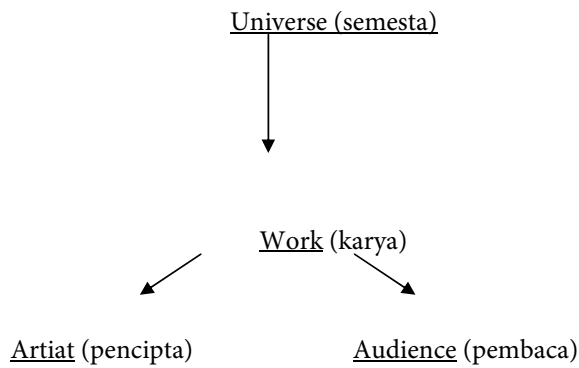 Universe (semesta)
Work (karya)
Artiat (pencipta)
Audience (pembaca)